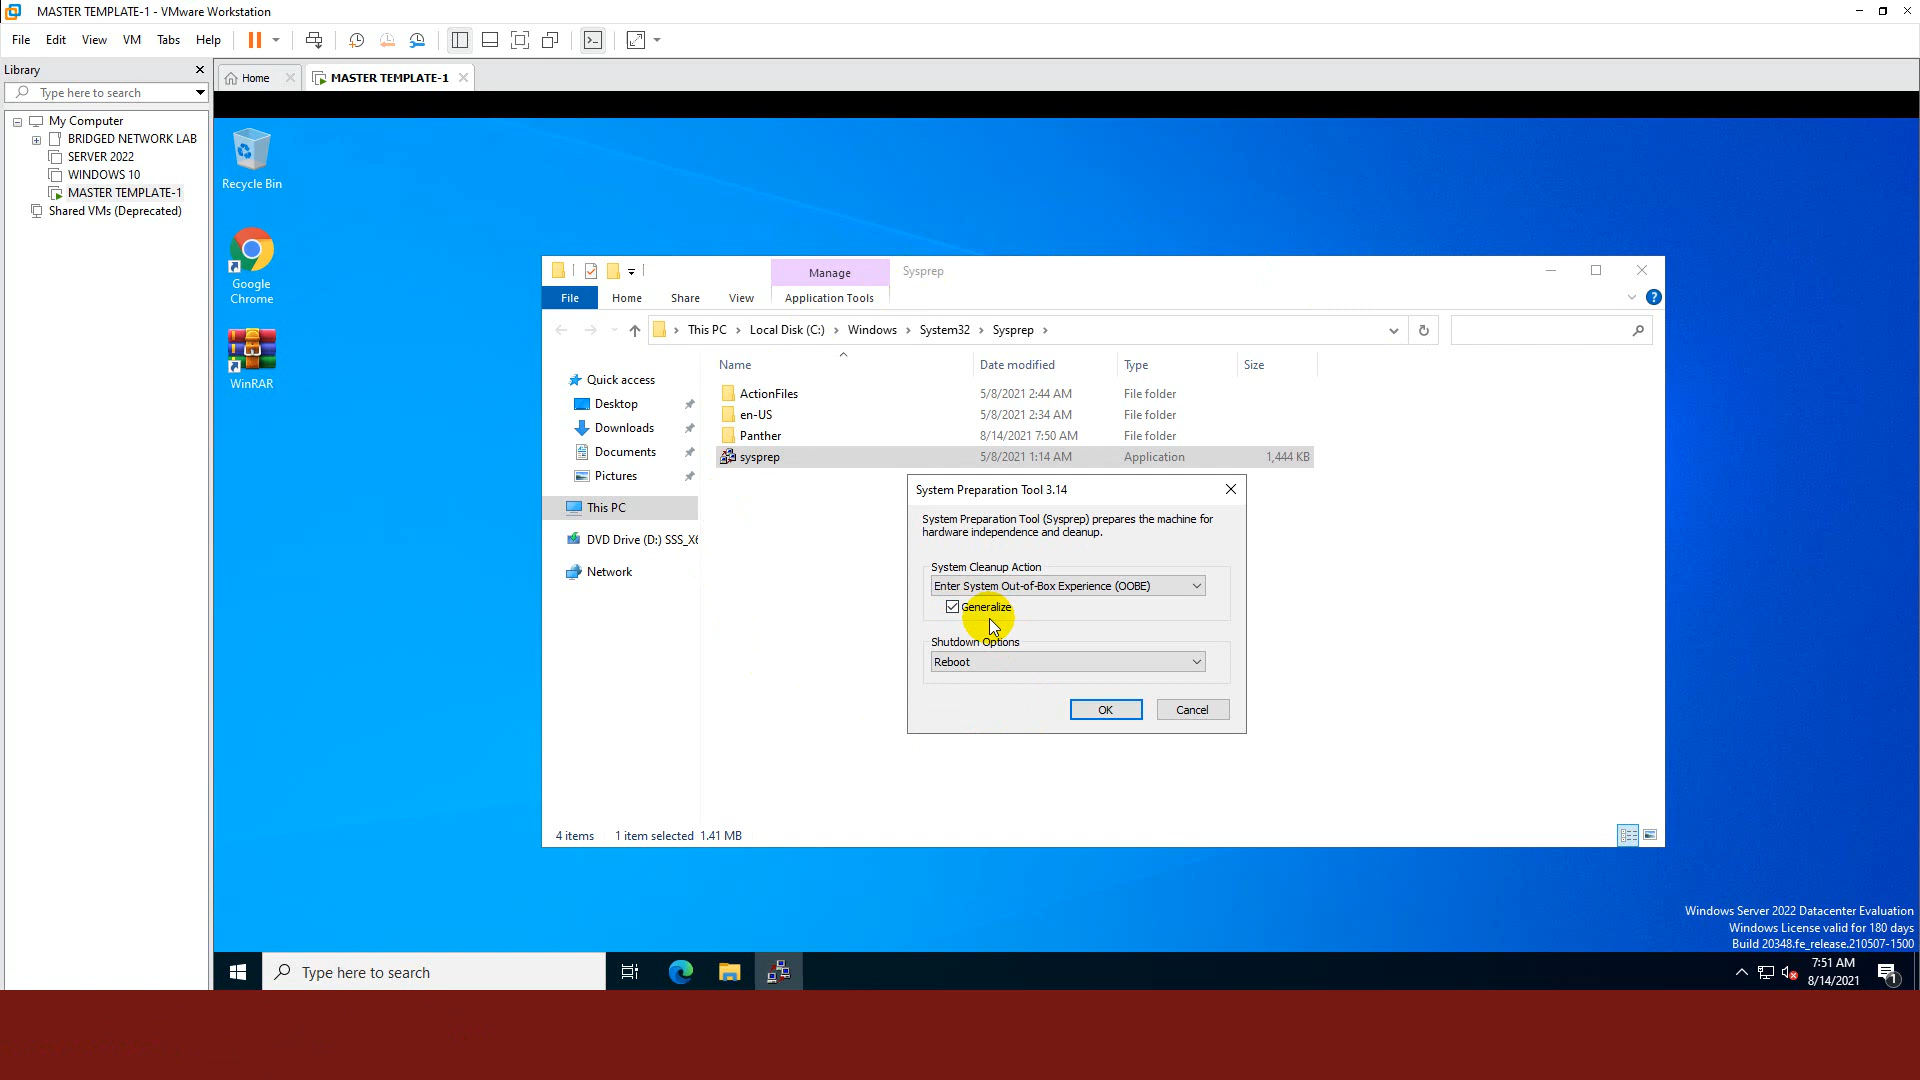 MASTER TEMPLATE-1 - VMware Workstation
File Edit View VM Tabs Help
Library
Type here to search
My Computer
BRIDGED NETWORK LAB
SERVER 2022
WINDOWS 10
MASTER TEMPLATE-1
Shared VMs (Deprecated)
Home
MASTER TEMPLATE-1
Recycle Bin
Google
Chrome
WinRAR
Manage
Sysprep
File Home Share View Application Tools
This PC Local Disk (C:) Windows System32 Sysprep
Name Date modified Type Size
Quick access
Desktop
Downloads
Documents
Pictures
This PC
DVD Drive (D:) SSS_X6
Network
ActionFiles 5/8/2021 2:44 AM File folder
en-US 5/8/2021 2:34 AM File folder
Panther 8/14/2021 7:50 AM File folder
sysprep 5/8/2021 1:14 AM Application 1,444 KB
System Preparation Tool 3.14
System Preparation Tool (Sysprep) prepares the machine for
hardware independence and cleanup.
System Cleanup Action
Enter System Out-of-Box Experience (OOBE)
Generalize
Shutdown Options
Reboot
OK Cancel
4 items 1 item selected 1.41 MB
Windows Server 2022 Datacenter Evaluation
Windows License valid for 180 days
Build 20348.fe_release.210507-1500
Type here to search
7:51 AM
8/14/2021
1